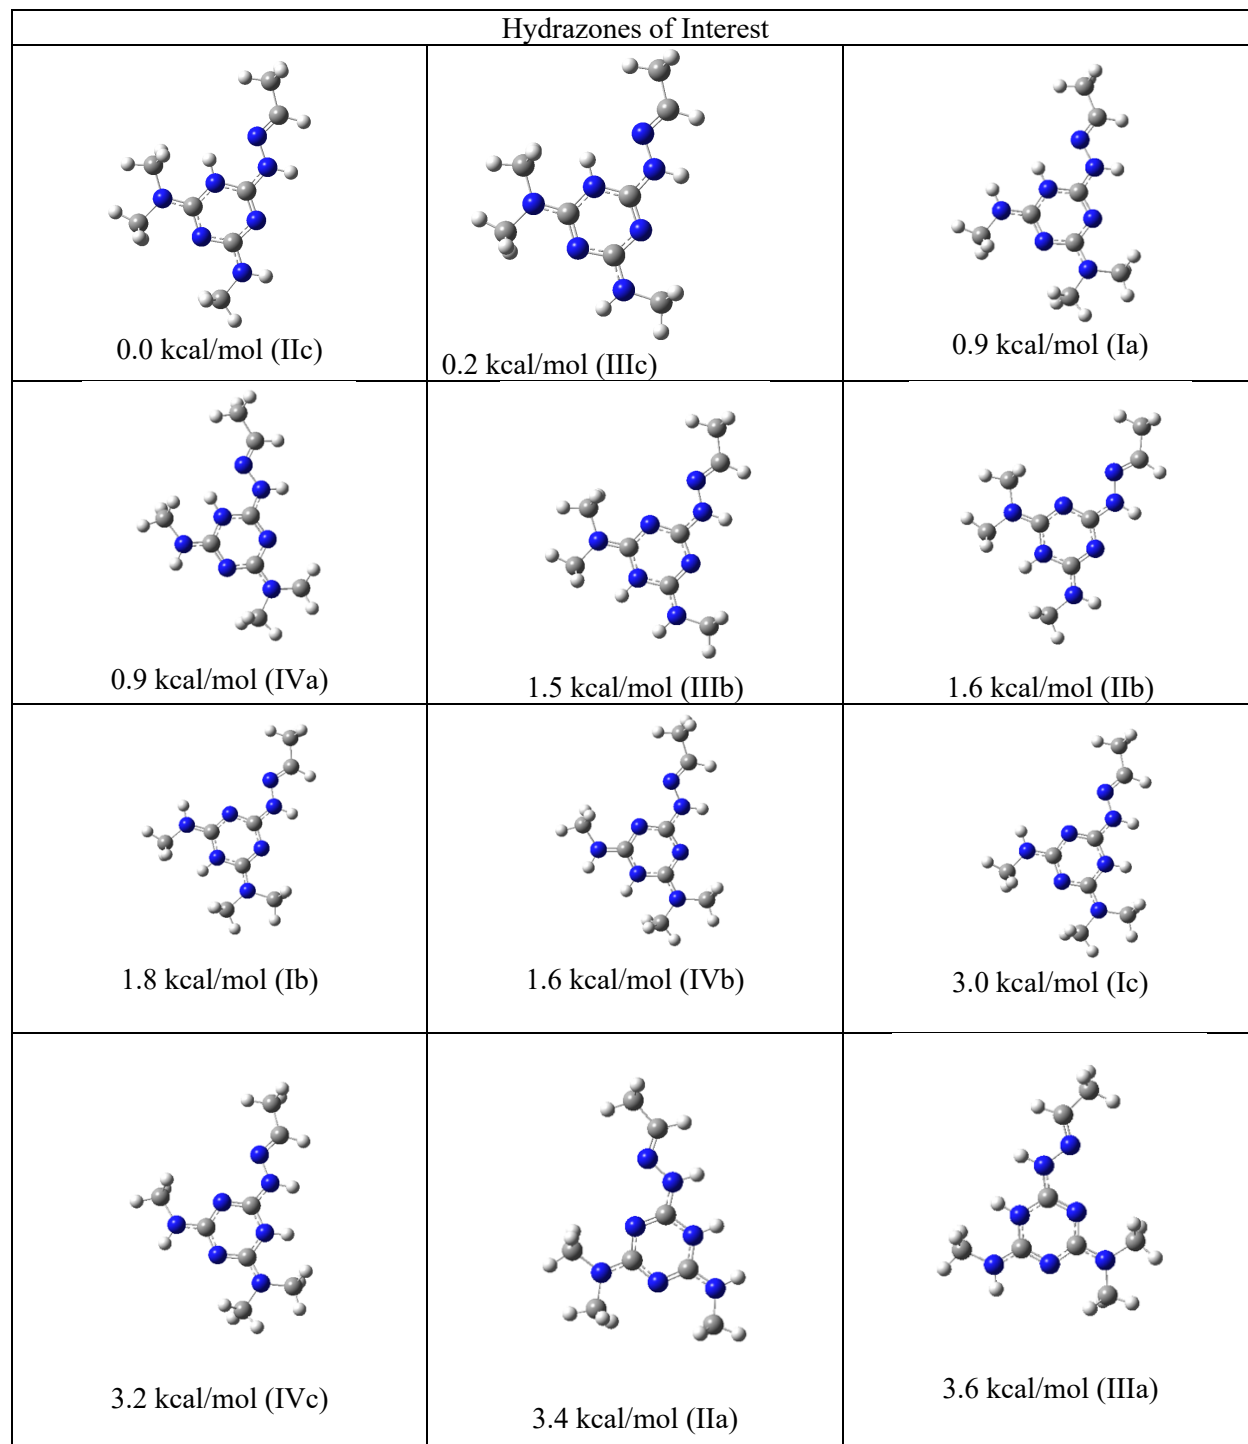 Hydrazones of Interest
0.0 kcal/mol (IIc)
0.2 kcal/mol (IIIc)
0.9 kcal/mol (Ia)
0.9 kcal/mol (IVa)
1.5 kcal/mol (IIIb)
1.6 kcal/mol (IIb)
1.8 kcal/mol (Ib)
1.6 kcal/mol (IVb)
3.0 kcal/mol (Ic)
3.2 kcal/mol (IVc)
3.4 kcal/mol (IIa)
3.6 kcal/mol (IIIa)